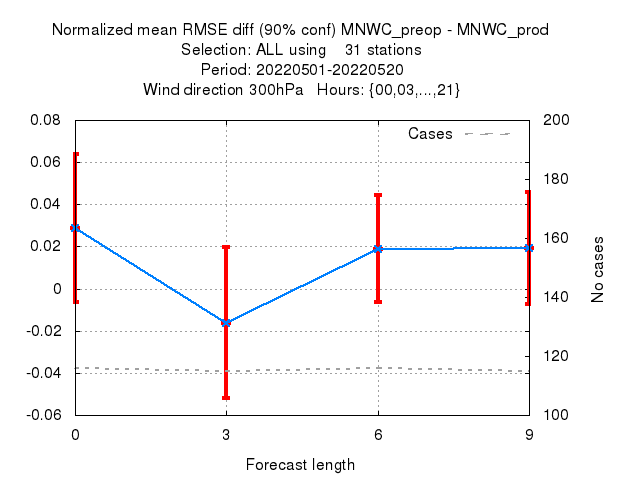 Normalized mean RMSE diff (90% conf) MNWC_preop - MNWC_prod
Selection: ALL using    31 stations
Period: 20220501-20220520
Wind direction 300hPa   Hours: {00,03,...,21}
Cases
0.08
0.06
0.04
0.02
0
-0.02
-0.04
-0.06
200
180
160
140
120
100
No cases
0 3 6 9
Forecast length